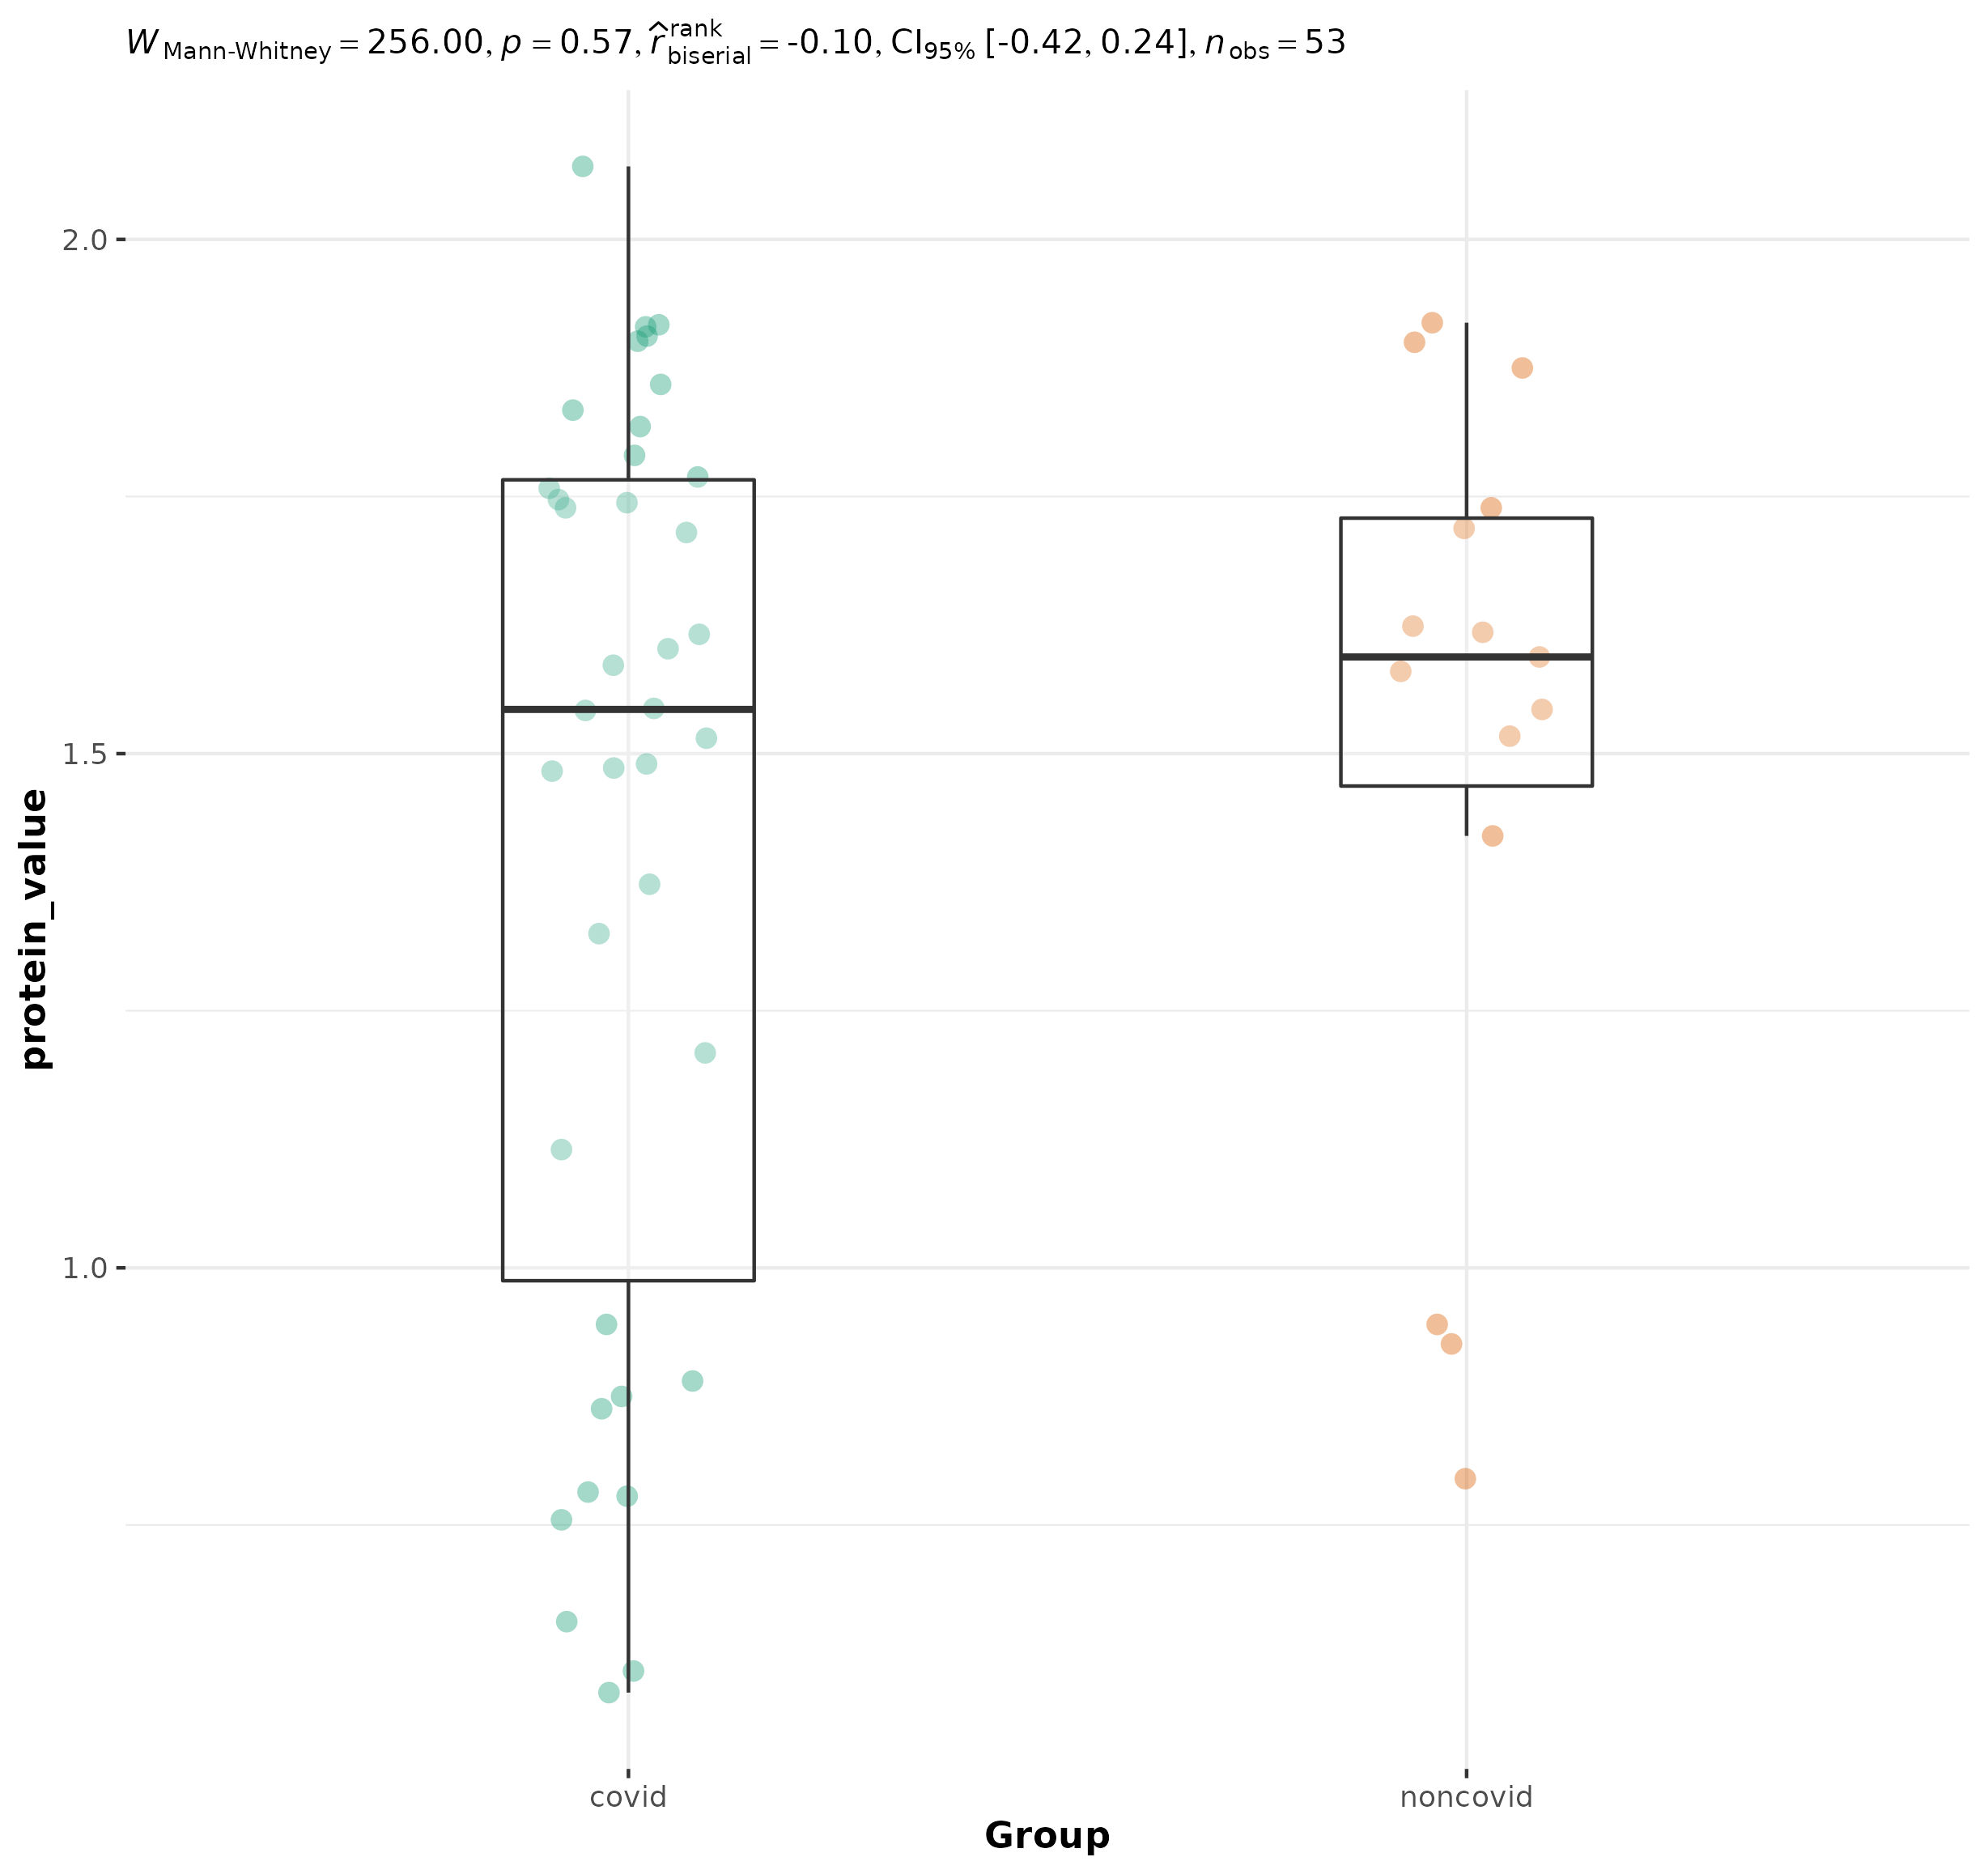 W Mann-Whitney = 256.00, p = 0.57, r̂ rank biserial = -0.10, CI95% [-0.42, 0.24], n obs = 53
2.0
1.5
1.0
protein_value
covid noncovid
Group